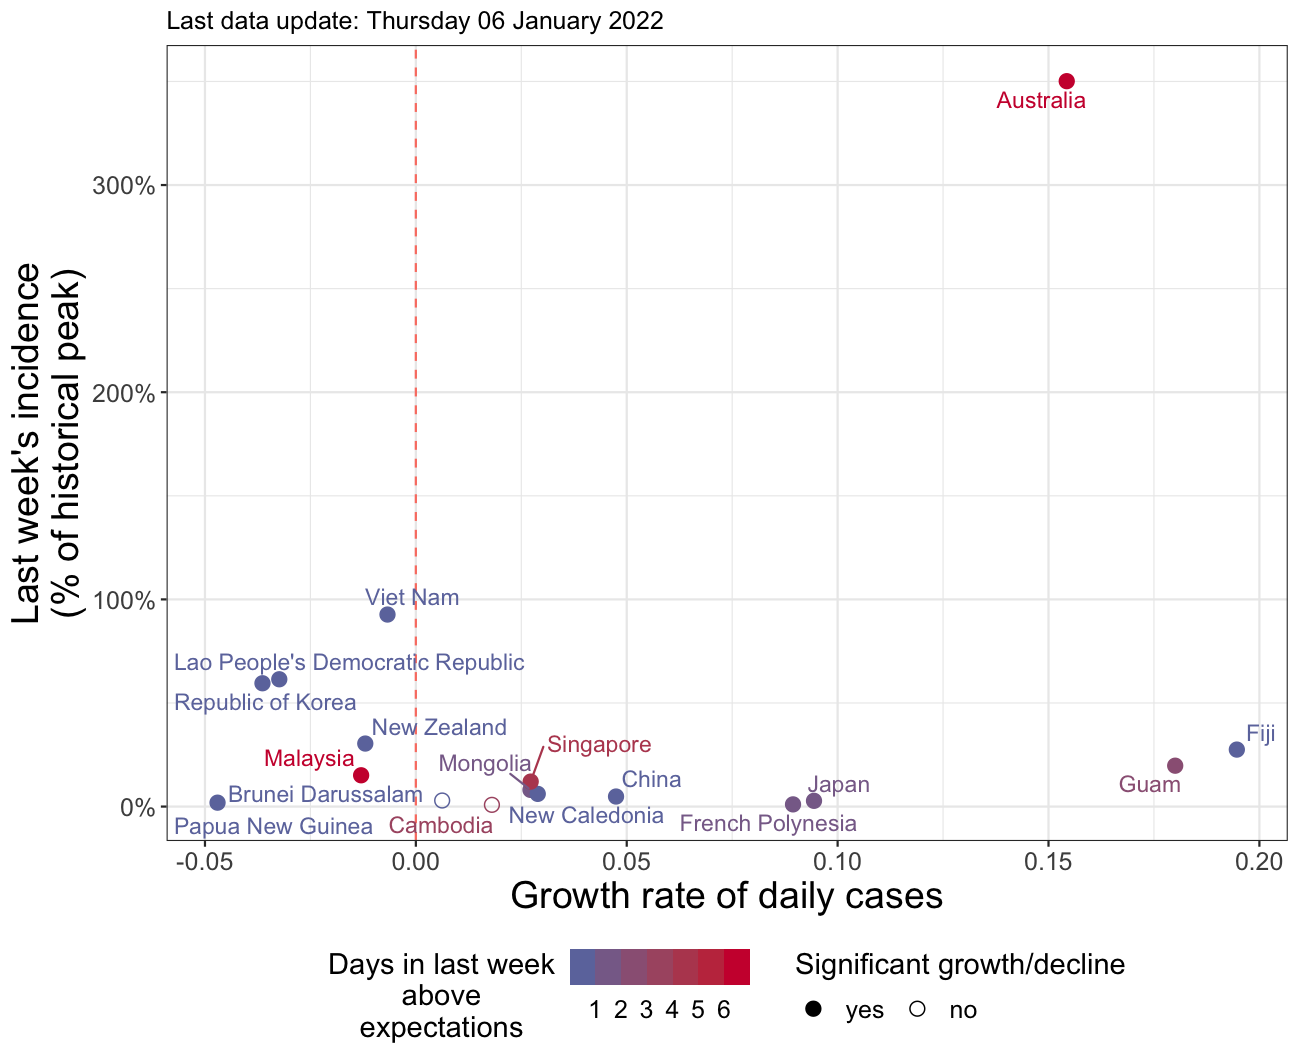 Last data update: Thursday 06 January 2022
Last week's incidence
(% of historical peak)
300%
200%
100%
0%
Australia
Viet Nam
Lao People's Democratic Republic
Republic of Korea
New Zealand
Malaysia
Singapore
Mongolia
China
Fiji
Guam
Japan
Brunei Darussalam
New Caledonia
French Polynesia
Papua New Guinea
Cambodia
-0.05 0.00 0.05 0.10 0.15 0.20
Growth rate of daily cases
Days in last week
above
expectations
1 2 3 4 5 6
Significant growth/decline
yes no